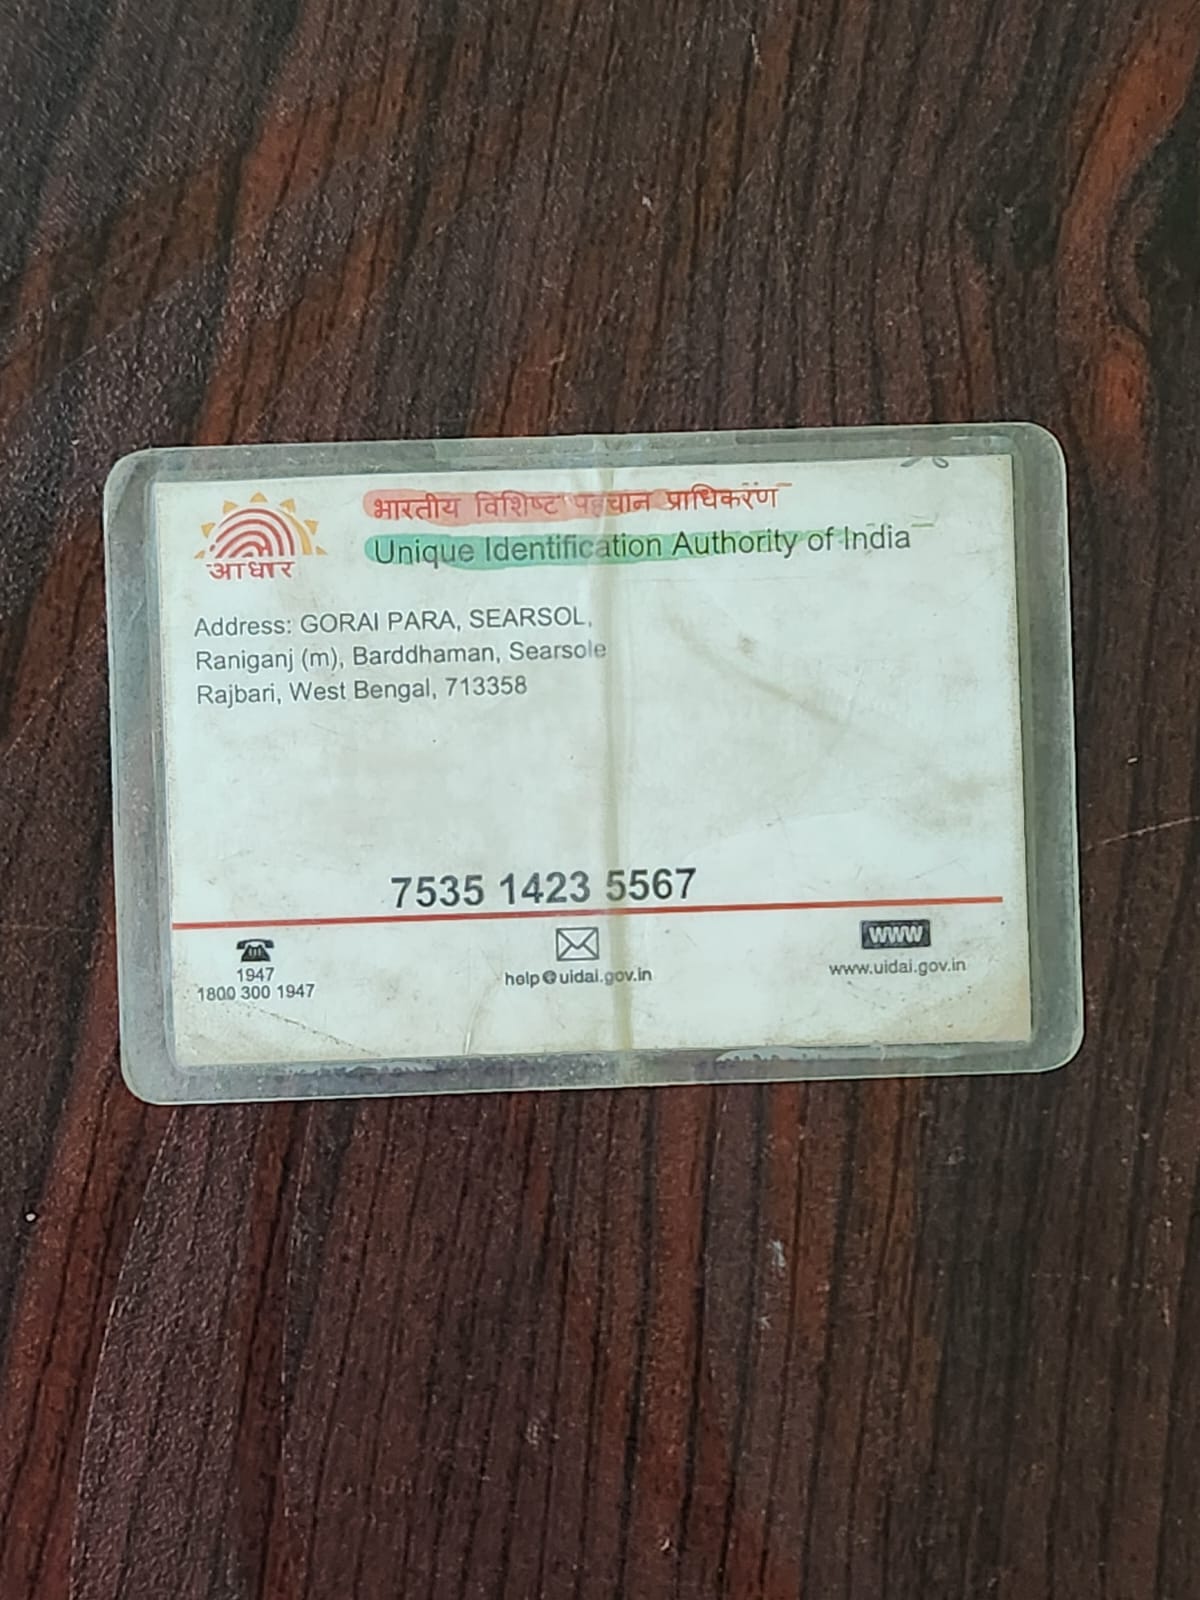 भारतीय विशिष्ट पहचान प्राधिकरण
Unique Identification Authority of India
आधार
Address: GORAI PARA, SEARSOL,
Raniganj (m), Barddhaman, Searsole
Rajbari, West Bengal, 713358
7535 1423 5567
1947
1800 300 1947
help@uidai.gov.in
WWW
www.uidai.gov.in